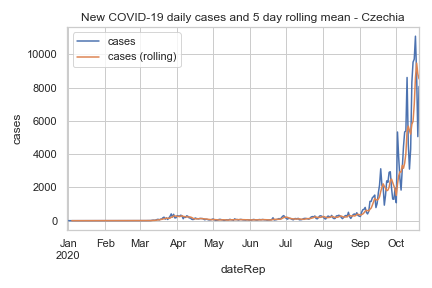 New COVID-19 daily cases and 5 day rolling mean - Czechia
cases
cases (rolling)
10000
8000
6000
4000
2000
0
cases
Jan Feb Mar Apr May Jun Jul Aug Sep Oct
2020
dateRep